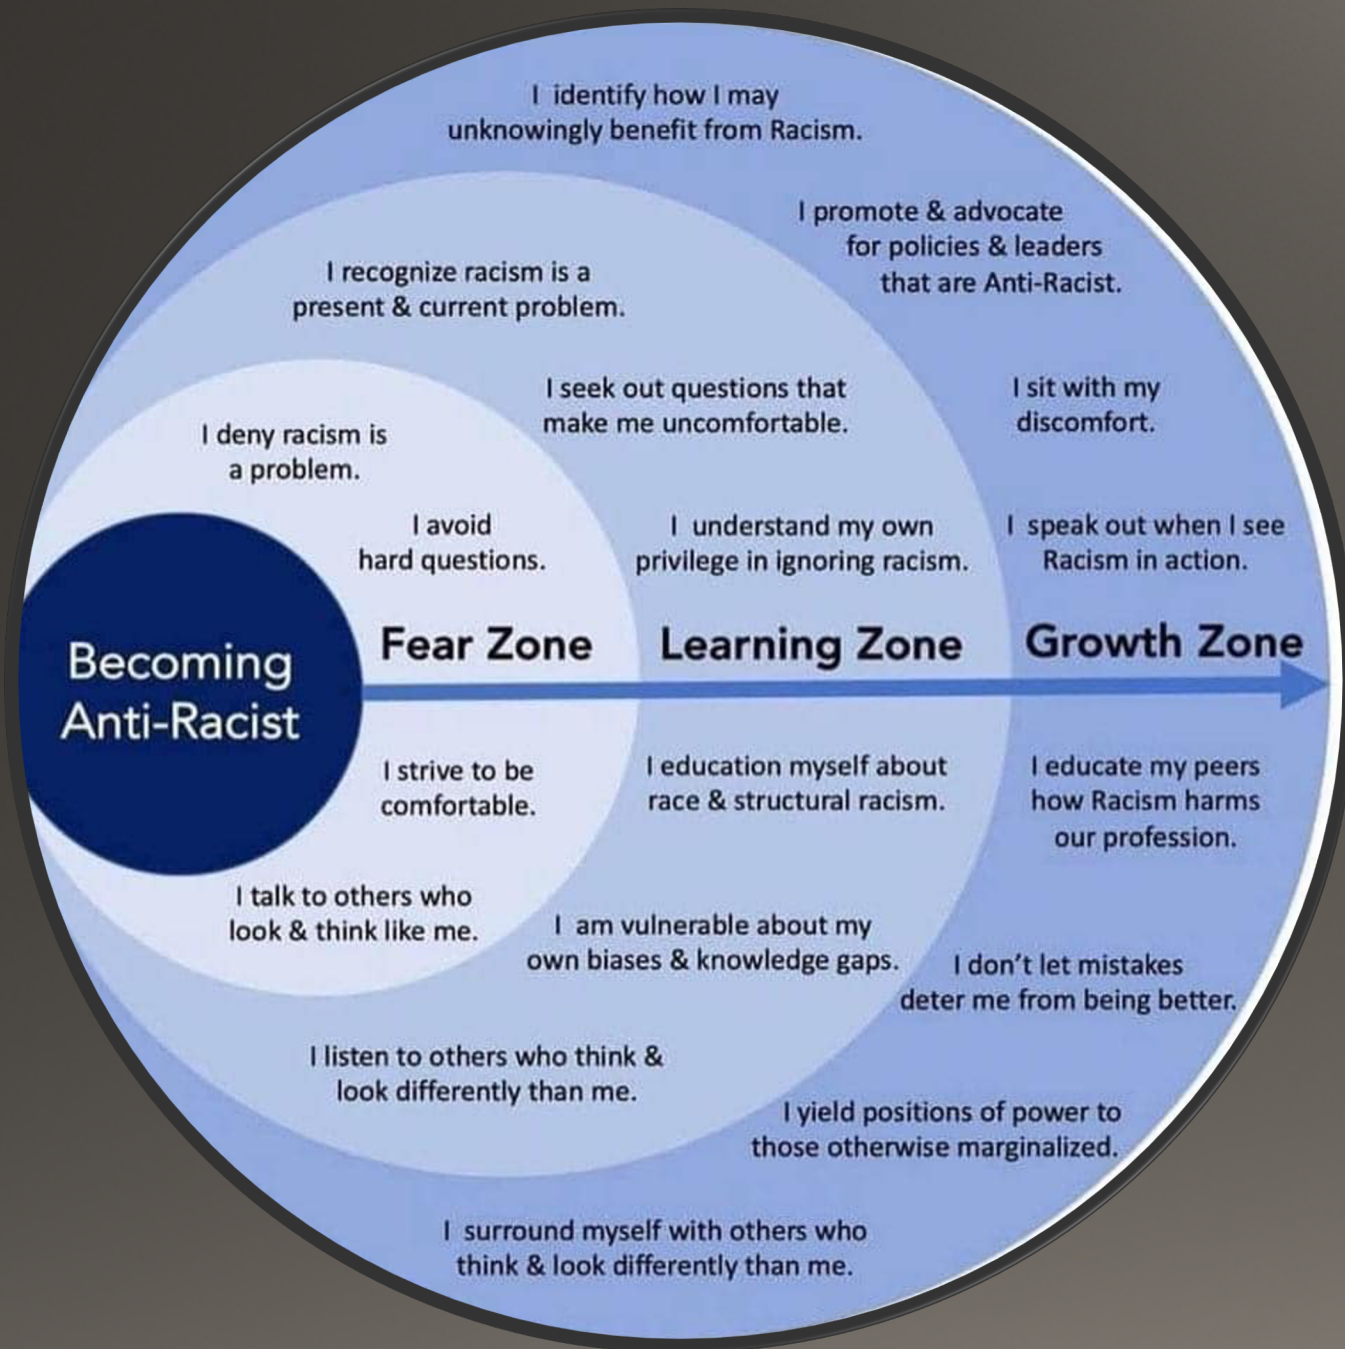 I identify how I may
unknowingly benefit from Racism.
I promote & advocate
for policies & leaders
that are Anti-Racist.
I recognize racism is a
present & current problem.
I seek out questions that
make me uncomfortable.
I sit with my
discomfort.
I deny racism is
a problem.
I avoid
hard questions.
I understand my own
privilege in ignoring racism.
I speak out when I see
Racism in action.
Becoming
Anti-Racist
Fear Zone
Learning Zone
Growth Zone
I strive to be
comfortable.
I education myself about
race & structural racism.
I educate my peers
how Racism harms
our profession.
I talk to others who
look & think like me.
I am vulnerable about my
own biases & knowledge gaps.
I don't let mistakes
deter me from being better.
I listen to others who think &
look differently than me.
I yield positions of power to
those otherwise marginalized.
I surround myself with others who
think & look differently than me.